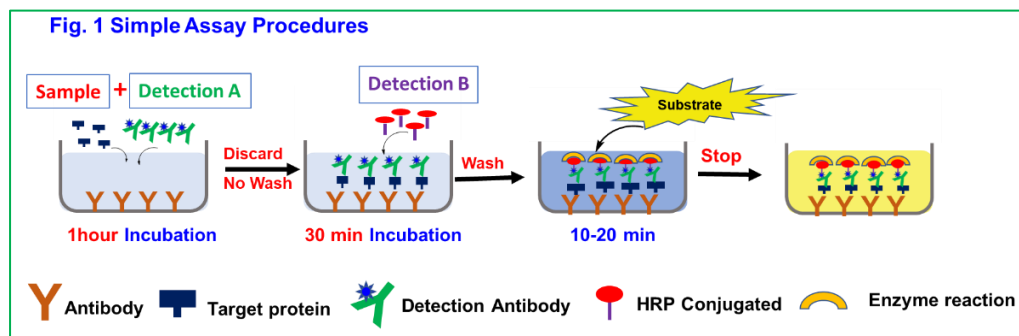 Fig. 1 Simple Assay Procedures
Sample + Detection A
Detection B
Substrate
Discard
No Wash
Wash
Stop
1hour Incubation
30 min Incubation
10-20 min
Antibody
Target protein
Detection Antibody
HRP Conjugated
Enzyme reaction